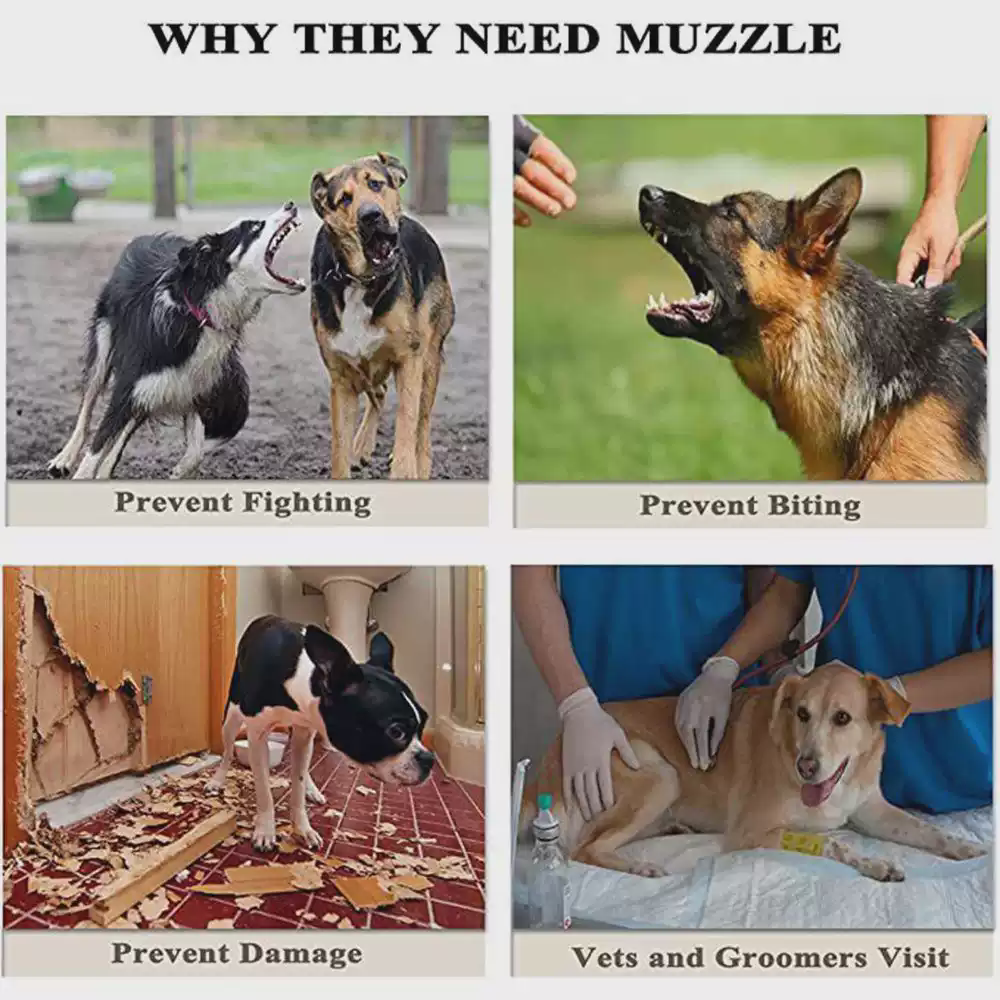 WHY THEY NEED MUZZLE
Prevent Fighting
Prevent Biting
Prevent Damage
Vets and Groomers Visit